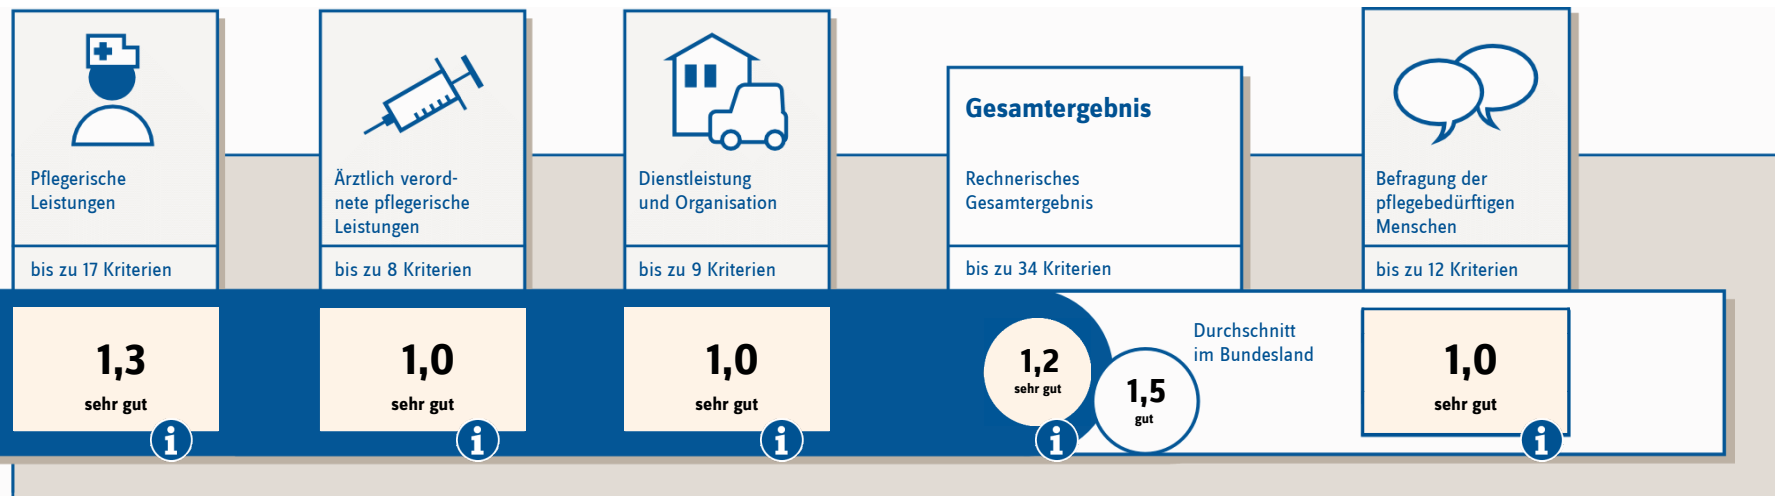 Pflegerische
Leistungen
bis zu 17 Kriterien
1,3
sehr gut
Ärztlich verord-
nete pflegerische
Leistungen
bis zu 8 Kriterien
1,0
sehr gut
Dienstleistung
und Organisation
bis zu 9 Kriterien
1,0
sehr gut
Gesamtergebnis
Rechnerisches
Gesamtergebnis
bis zu 34 Kriterien
1,2
sehr gut
1,5
gut
Durchschnitt
im Bundesland
Befragung der
pflegebedürftigen
Menschen
bis zu 12 Kriterien
1,0
sehr gut